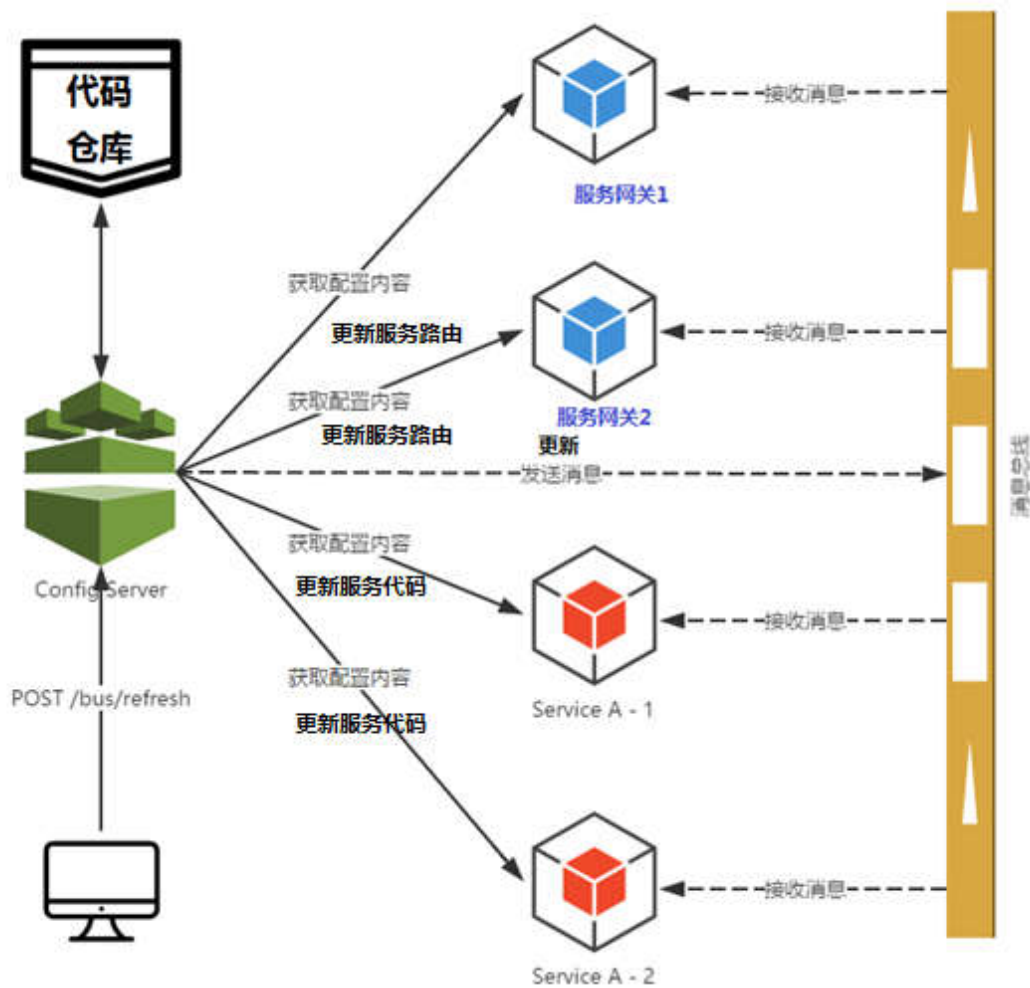 代码
仓库
接收消息
服务网关1
获取配置内容
更新服务路由
接收消息
获取配置内容
服务网关2
更新服务路由
更新
发送消息
消息总线
获取配置内容
Config Server
更新服务代码
接收消息
获取配置内容
POST /bus/refresh
Service A - 1
更新服务代码
接收消息
Service A - 2